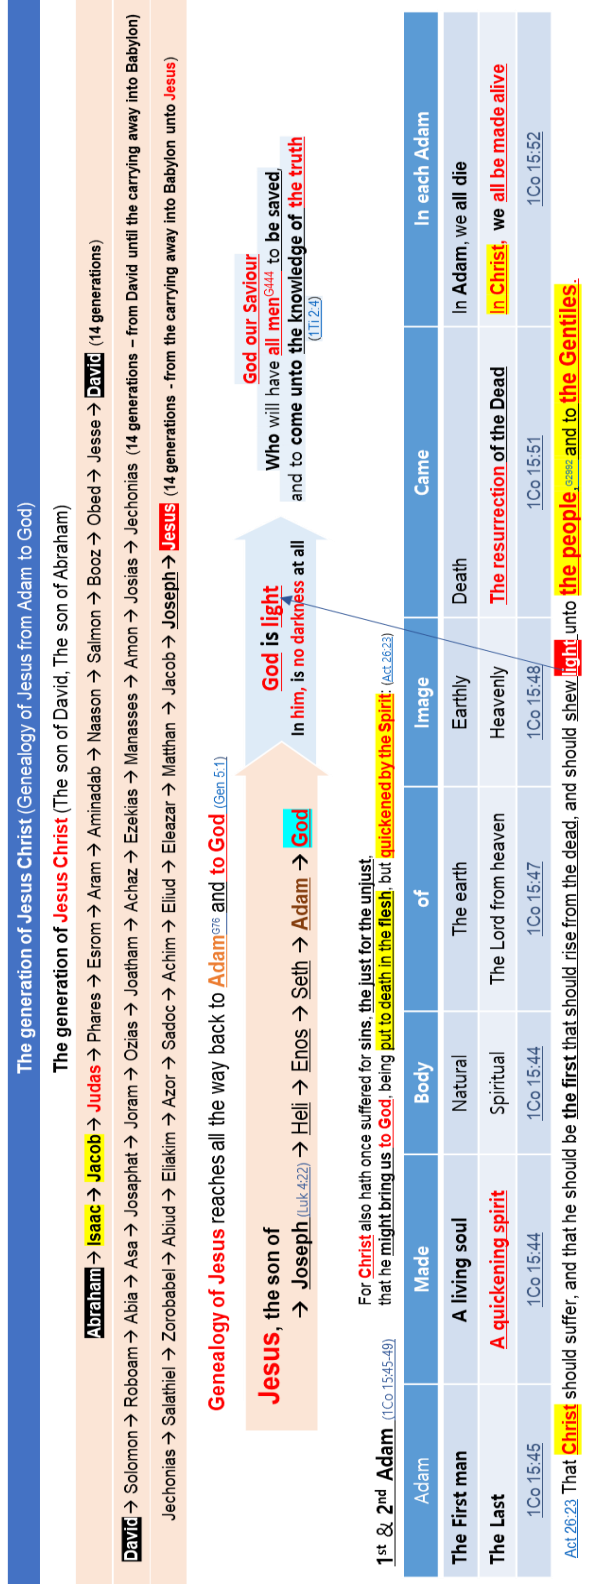 The generation of Jesus Christ (Genealogy of Jesus from Adam to God)
The generation of Jesus Christ (The son of David, The son of Abraham)
Abraham → Isaac → Jacob → Judas → Phares → Esrom → Aram → Aminadab → Naason → Salmon → Booz → Obed → Jesse → David (14 generations)
David → Solomon → Roboam → Abia → Asa → Josaphat → Joram → Ozias → Joatham → Achaz → Ezekias → Manasses → Amon → Josias → Jechonias (14 generations – from David until the carrying away into Babylon)
Jechonias → Salathiel → Zorobabel → Abiud → Eliakim → Azor → Sadoc → Achim → Eliud → Eleazar → Matthan → Jacob → Joseph → Jesus (14 generations - from the carrying away into Babylon unto Jesus)
Genealogy of Jesus reaches all the way back to Adam G76 and to God (Gen 5:1)
Jesus, the son of
→ Joseph (Luk 4:22) → Heli → Enos → Seth → Adam → God
God is light
In him, is no darkness at all
God our Saviour
Who will have all men G444 to be saved,
and to come unto the knowledge of the truth
(1Ti 2:4)
For Christ also hath once suffered for sins, the just for the unjust,
that he might bring us to God, being put to death in the flesh, but quickened by the Spirit: (Act 26:23)
1st & 2nd Adam (1Co 15:45-49)
Adam Made Body of Image Came In each Adam
The First man A living soul Natural The earth Earthly Death In Adam, we all die
The Last A quickening spirit Spiritual The Lord from heaven Heavenly The resurrection of the Dead In Christ, we all be made alive
1Co 15:45 1Co 15:44 1Co 15:44 1Co 15:47 1Co 15:48 1Co 15:51 1Co 15:52
Act 26:23 That Christ should suffer, and that he should be the first that should rise from the dead, and should shew light unto the people, G2992 and to the Gentiles.